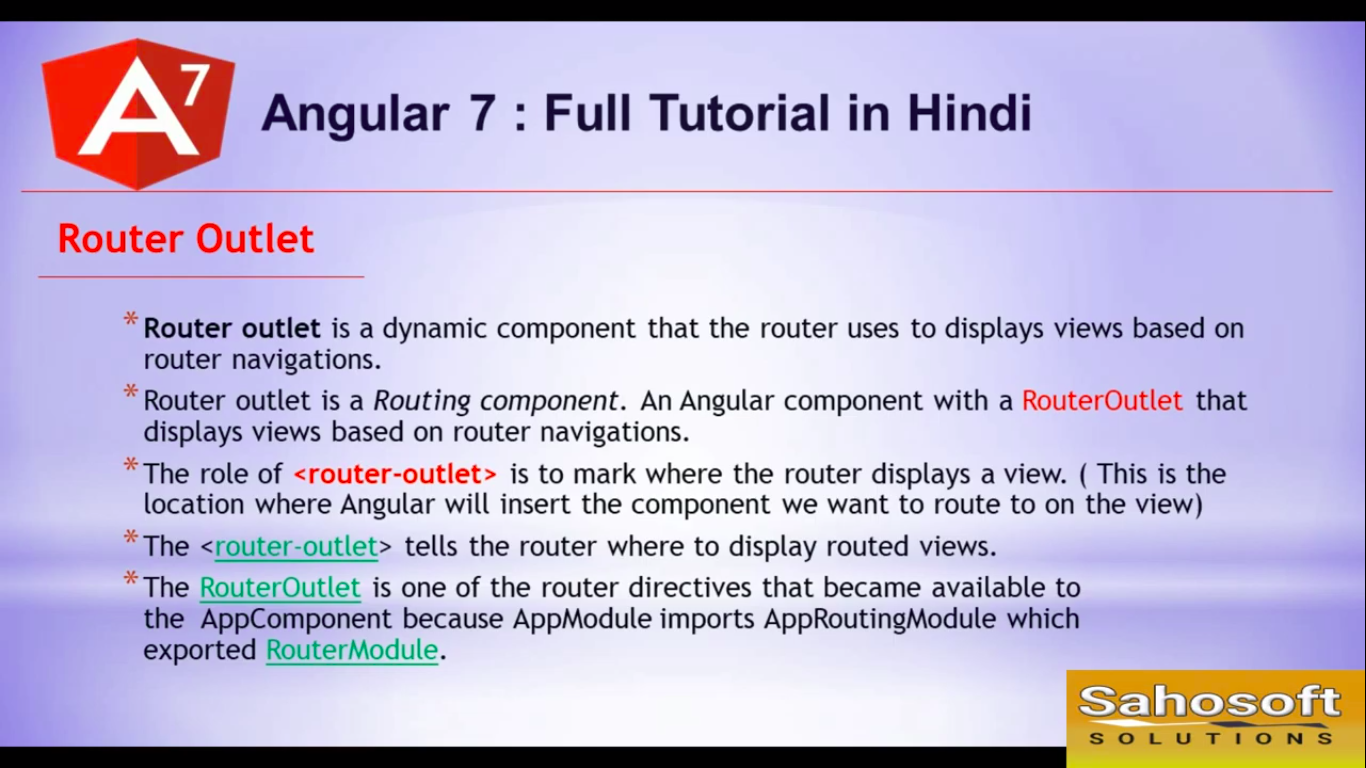 A7
Angular 7 : Full Tutorial in Hindi
Router Outlet
* Router outlet is a dynamic component that the router uses to displays views based on
router navigations.
* Router outlet is a Routing component. An Angular component with a RouterOutlet that
displays views based on router navigations.
* The role of <router-outlet> is to mark where the router displays a view. ( This is the
location where Angular will insert the component we want to route to on the view)
* The <router-outlet> tells the router where to display routed views.
* The RouterOutlet is one of the router directives that became available to
the AppComponent because AppModule imports AppRoutingModule which
exported RouterModule.
Sahosoft
SOLUTIONS